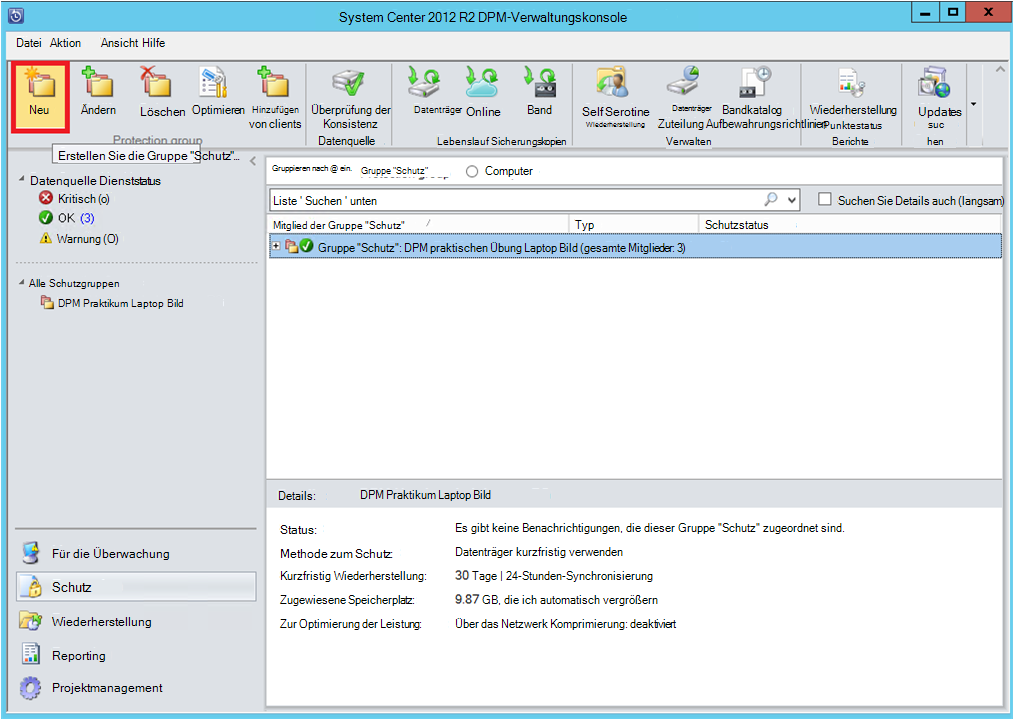 System Center 2012 R2 DPM-Verwaltungskonsole
Datei Aktion Ansicht Hilfe
Neu
Ändern
Löschen
Optimieren
Hinzufügen
von clients
Protection group
Überprüfung der
Konsistenz
Datenquelle
Datenträger
Online
Band
Lebenslauf Sicherungskopien
Self Serotine
Wiederherstellung
Datenträger
Zuteilung
Bandkatalog
Aufbewahrungsrichtlinien
Verwalten
Wiederherstellung
Punktestatus
Berichte
Updates
suc
hen
Erstellen Sie die Gruppe "Schutz"...
Datenquelle Dienststatus
Kritisch (o)
OK (3)
Warnung (O)
Alle Schutzgruppen
DPM Praktikum Laptop Bild
Für die Überwachung
Schutz
Wiederherstellung
Reporting
Projektmanagement
Gruppieren nach @ ein. Gruppe "Schutz" Computer
Liste ' Suchen ' unten
Suchen Sie Details auch (langsam)
Mitglied der Gruppe "Schutz" / Typ Schutzstatus
Gruppe "Schutz": DPM praktischen Übung Laptop Bild (gesamte Mitglieder: 3)
Details: DPM Praktikum Laptop Bild
Status: Es gibt keine Benachrichtigungen, die dieser Gruppe "Schutz" zugeordnet sind.
Methode zum Schutz: Datenträger kurzfristig verwenden
Kurzfristig Wiederherstellung: 30 Tage | 24-Stunden-Synchronisierung
Zugewiesene Speicherplatz: 9.87 GB, die ich automatisch vergrößern
Zur Optimierung der Leistung: Über das Netzwerk Komprimierung: deaktiviert